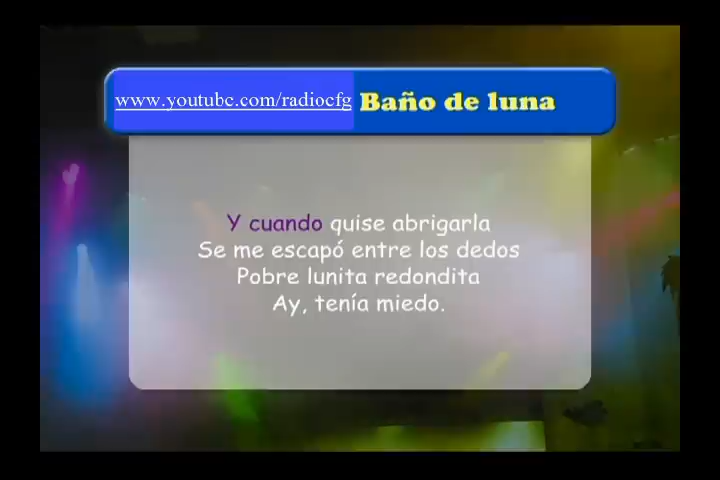 www.youtube.com/radiocfg Baño de luna
Y cuando quise abrigarla
Se me escapó entre los dedos
Pobre lunita redondita
Ay, tenía miedo.